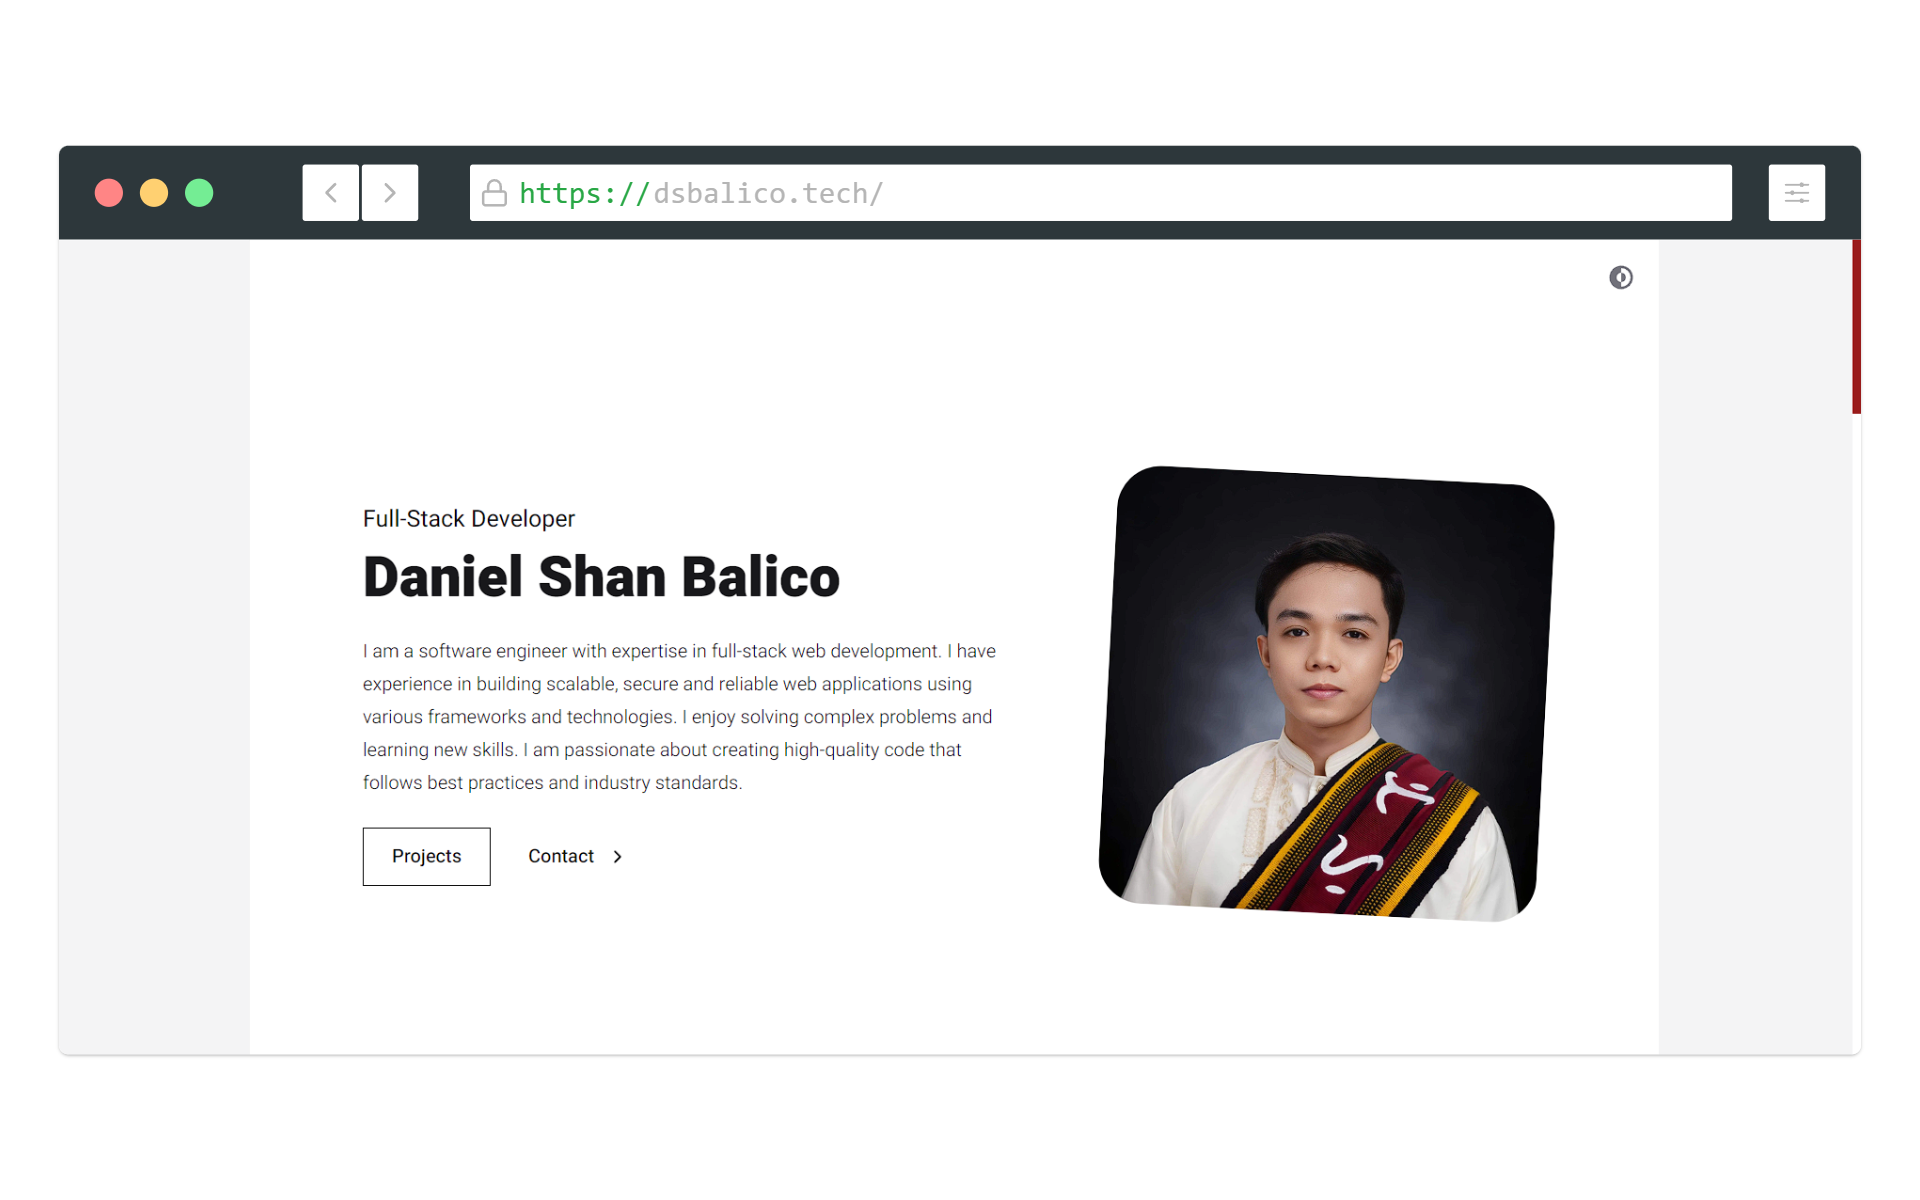 https://dsbalico.tech/
Full-Stack Developer
Daniel Shan Balico
I am a software engineer with expertise in full-stack web development. I have
experience in building scalable, secure and reliable web applications using
various frameworks and technologies. I enjoy solving complex problems and
learning new skills. I am passionate about creating high-quality code that
follows best practices and industry standards.
Projects
Contact